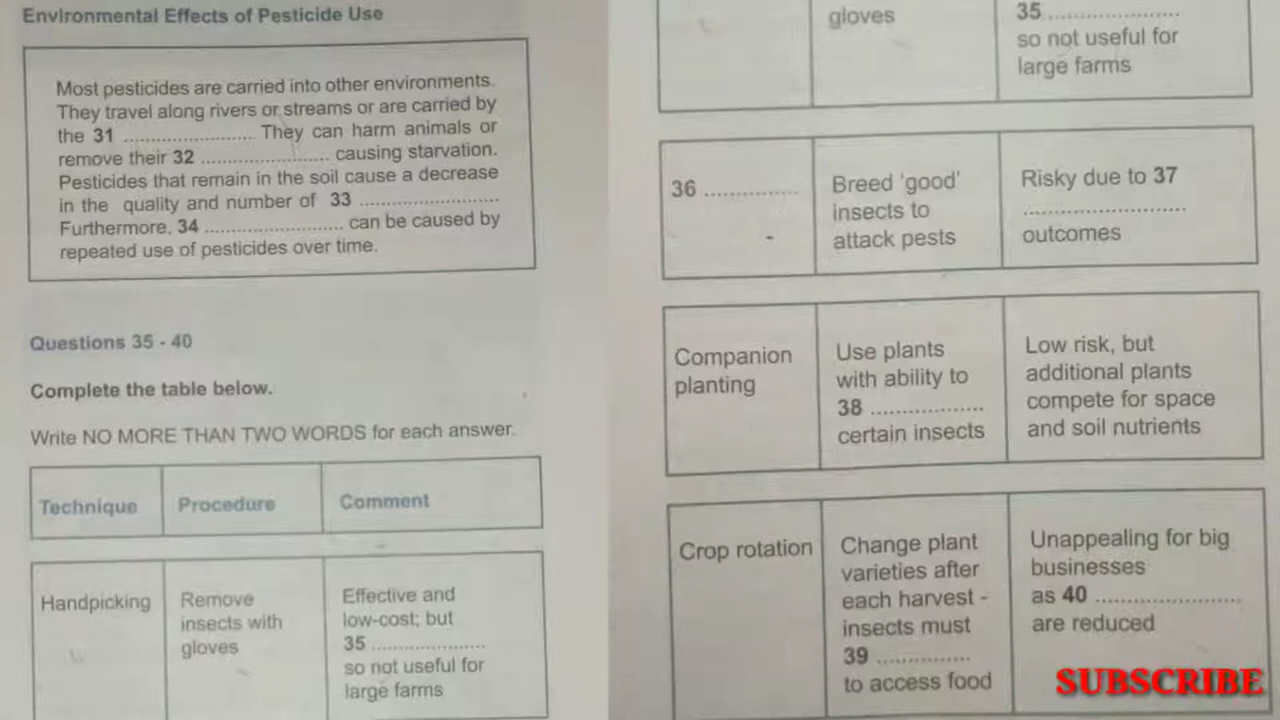 Environmental Effects of Pesticide Use
Most pesticides are carried into other environments.
They travel along rivers or streams or are carried by
the 31 ........................ They can harm animals or
remove their 32 ....................... causing starvation.
Pesticides that remain in the soil cause a decrease
in the quality and number of 33 .........................
Furthermore, 34 ......................... can be caused by
repeated use of pesticides over time.
Questions 35 - 40
Complete the table below.
Write NO MORE THAN TWO WORDS for each answer.
Technique
Procedure
Comment
Handpicking
Remove
insects with
gloves
Effective and
low-cost; but
35 ......................
so not useful for
large farms
gloves
35 ......................
so not useful for
large farms
36 ................
Breed 'good'
insects to
attack pests
Risky due to 37
...........................
outcomes
Companion
planting
Use plants
with ability to
38 ...................
certain insects
Low risk, but
additional plants
compete for space
and soil nutrients
Crop rotation
Change plant
varieties after
each harvest -
insects must
39 ................
to access food
Unappealing for big
businesses
as 40 ........................
are reduced
SUBSCRIBE